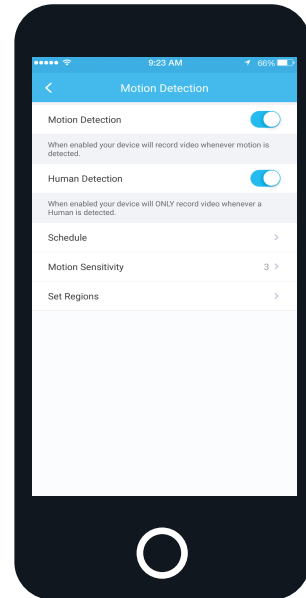 9:23 AM
66%
Motion Detection
Motion Detection
When enabled your device will record video whenever motion is
detected.
Human Detection
When enabled your device will ONLY record video whenever a
Human is detected.
Schedule
Motion Sensitivity 3
Set Regions